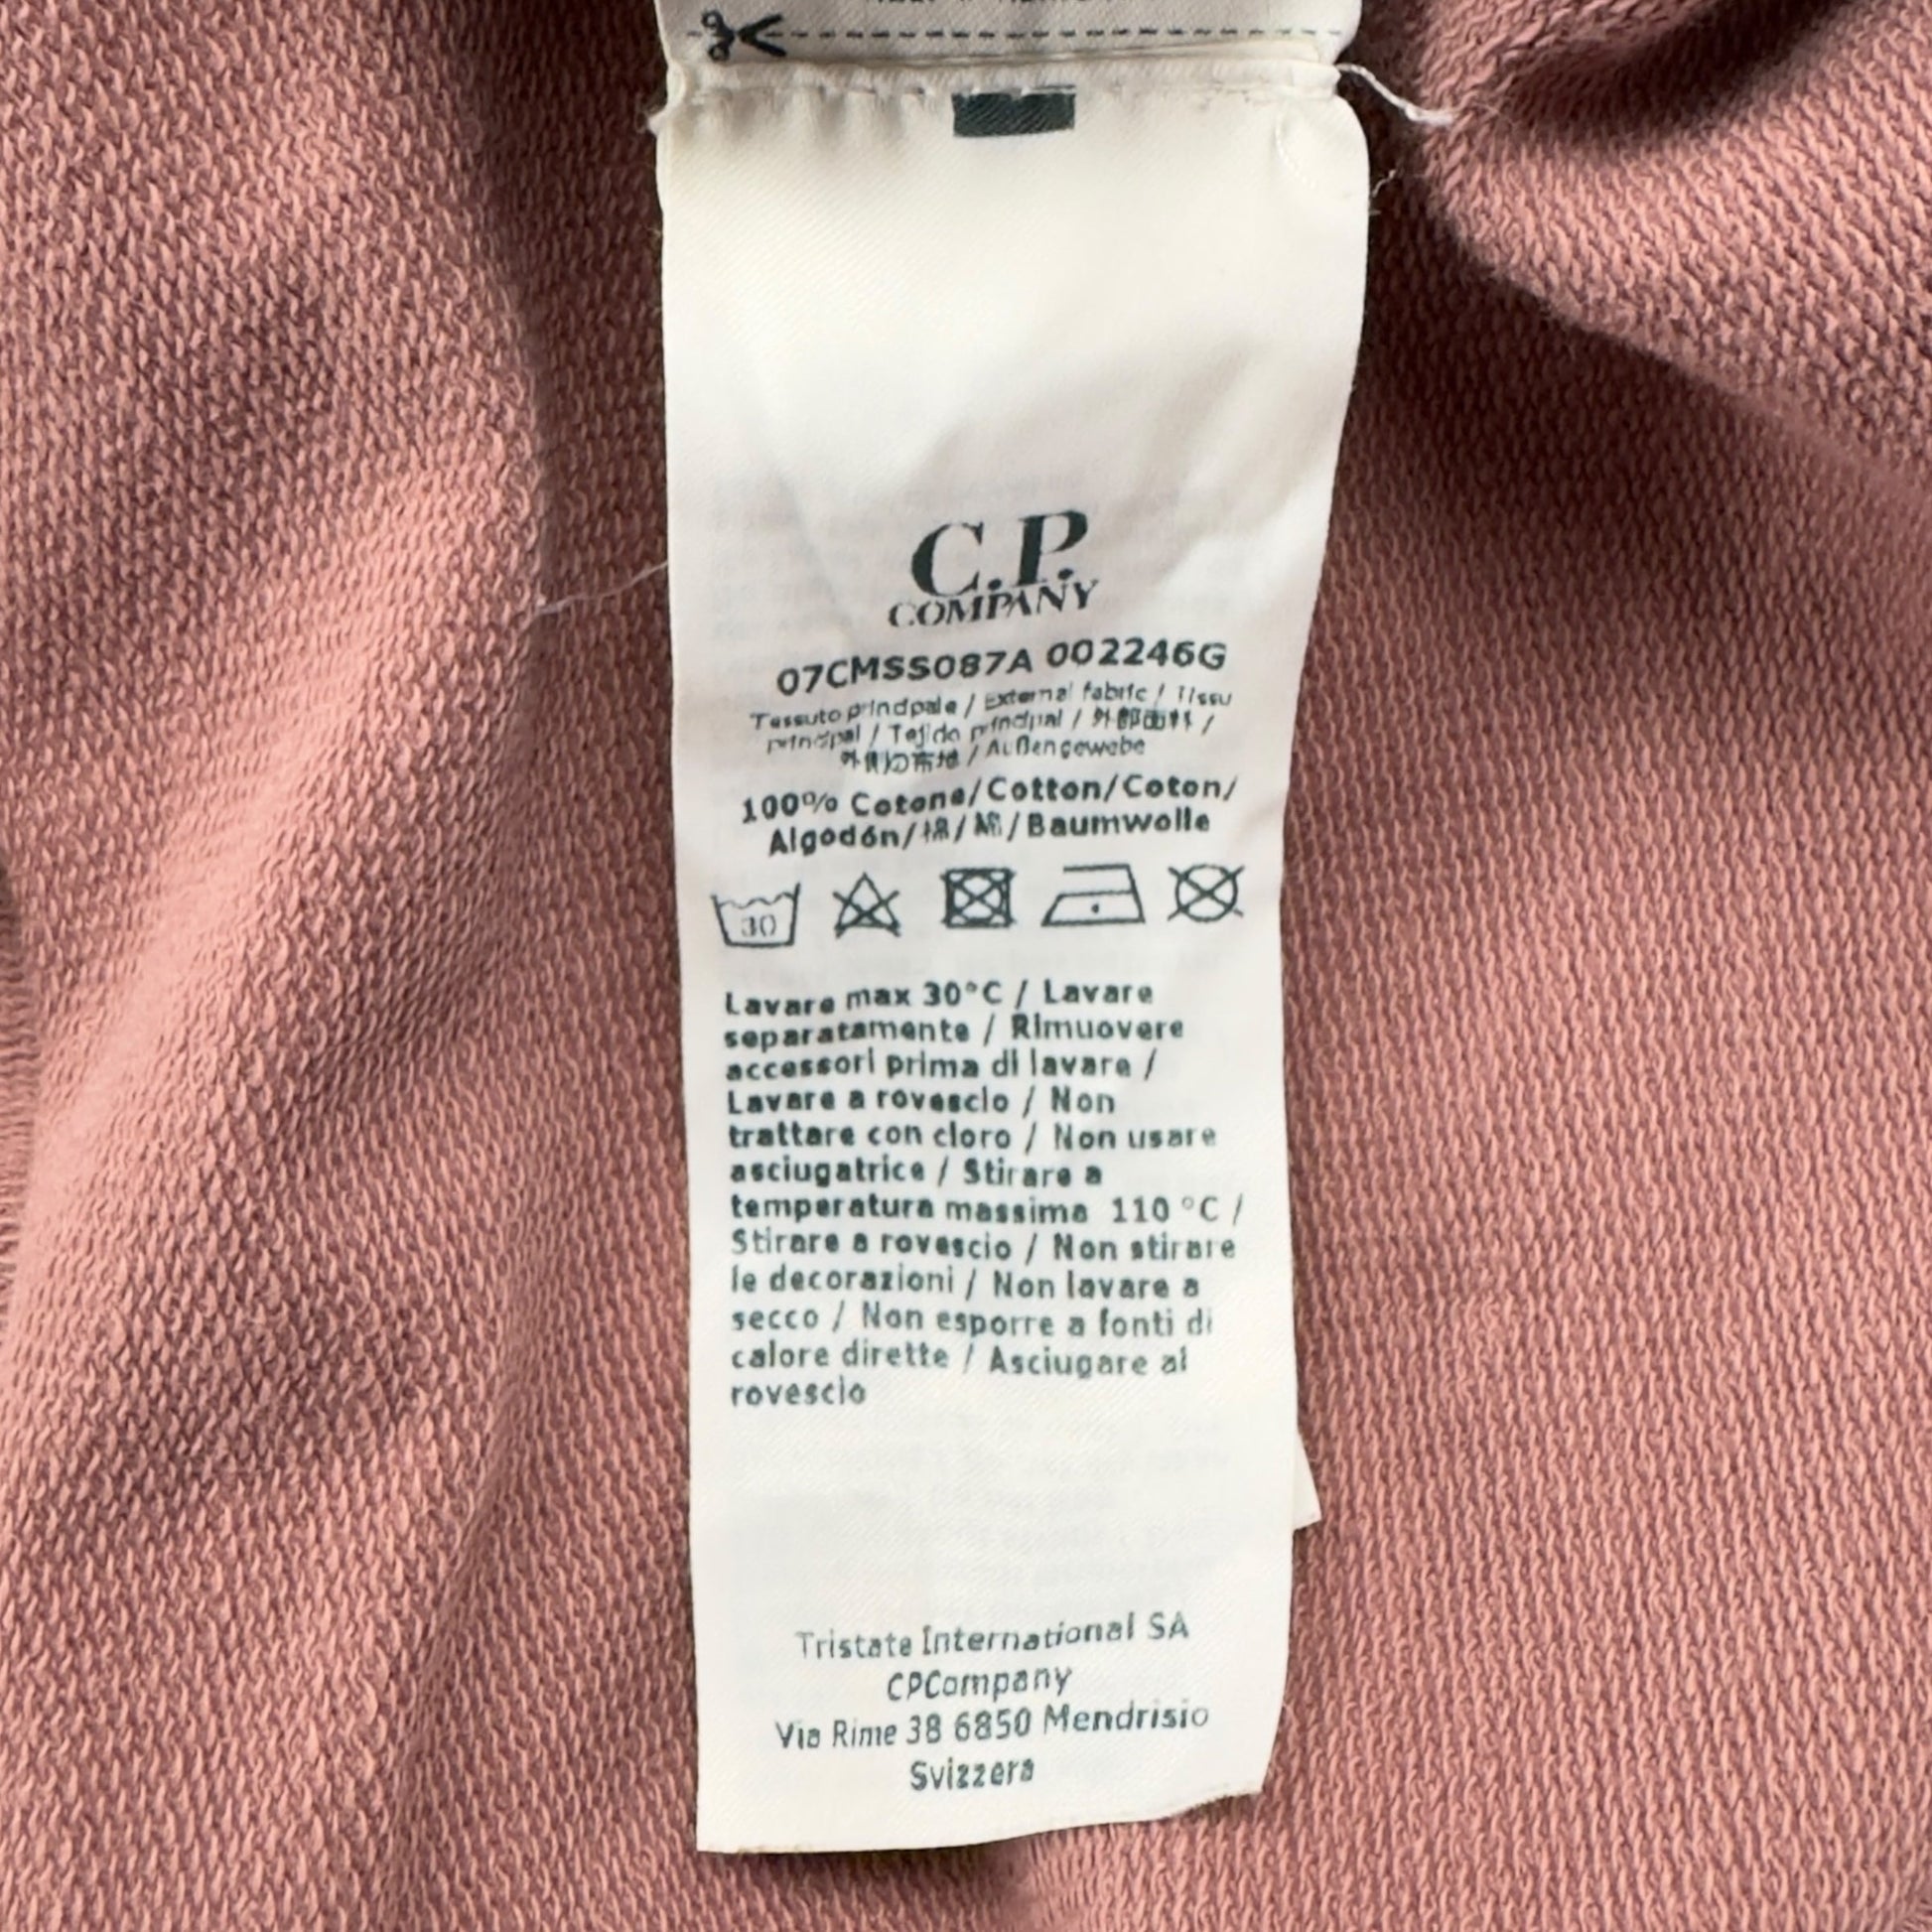 C.P.
COMPANY
07CMSS087A 002246G
Tessuto principale / External fabric / Tissu
principal / Tejido principal / 外部面料 /
外側の布地 / Außengewebe
100% Cotone/Cotton/Coton/
Algodón/棉/綿/Baumwolle
30
Lavare max 30°C / Lavare
separatamente / Rimuovere
accessori prima di lavare /
Lavare a rovescio / Non
trattare con cloro / Non usare
asciugatrice / Stirare a
temperatura massima 110 °C /
Stirare a rovescio / Non stirare
le decorazioni / Non lavare a
secco / Non esporre a fonti di
calore dirette / Asciugare al
rovescio
Tristate International SA
CPCompany
Via Rime 38 6850 Mendrisio
Svizzera